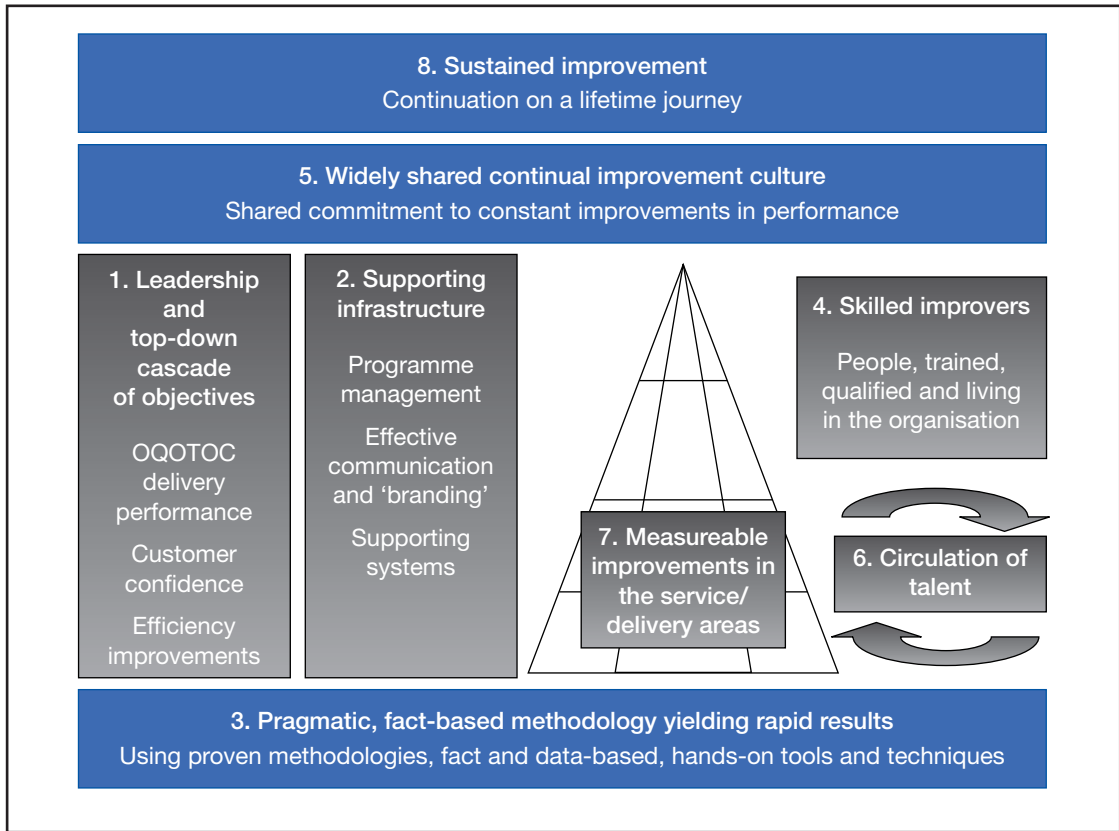 8. Sustained improvement
Continuation on a lifetime journey
5. Widely shared continual improvement culture
Shared commitment to constant improvements in performance
1. Leadership
and
top-down
cascade
of objectives
OQOTOC
delivery
performance
Customer
confidence
Efficiency
improvements
2. Supporting
infrastructure
Programme
management
Effective
communication
and ‘branding’
Supporting
systems
7. Measureable
improvements in
the service/
delivery areas
4. Skilled improvers
People, trained,
qualified and living
in the organisation
6. Circulation of
talent
3. Pragmatic, fact-based methodology yielding rapid results
Using proven methodologies, fact and data-based, hands-on tools and techniques